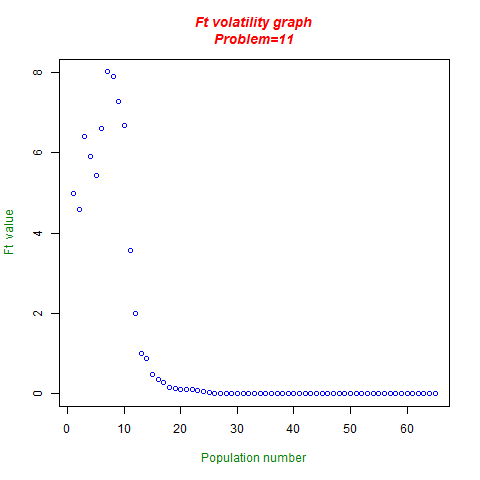 Ft volatility graph
Problem=11
8
6
4
2
0
Ft value
0 10 20 30 40 50 60
Population number